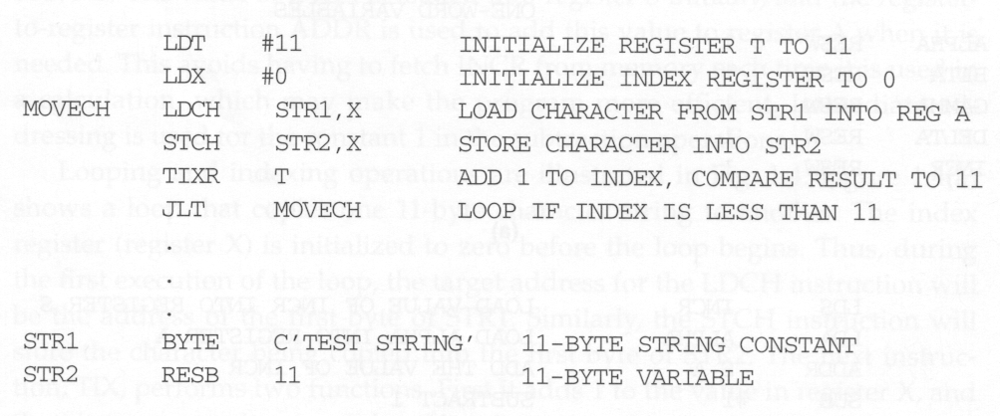 LDT #11 INITIALIZE REGISTER T TO 11
LDX #0 INITIALIZE INDEX REGISTER TO 0
MOVECH LDCH STR1,X LOAD CHARACTER FROM STR1 INTO REG A
STCH STR2,X STORE CHARACTER INTO STR2
TIXR T ADD 1 TO INDEX, COMPARE RESULT TO 11
JLT MOVECH LOOP IF INDEX IS LESS THAN 11
.
.
STR1 BYTE C'TEST STRING' 11-BYTE STRING CONSTANT
STR2 RESB 11 11-BYTE VARIABLE